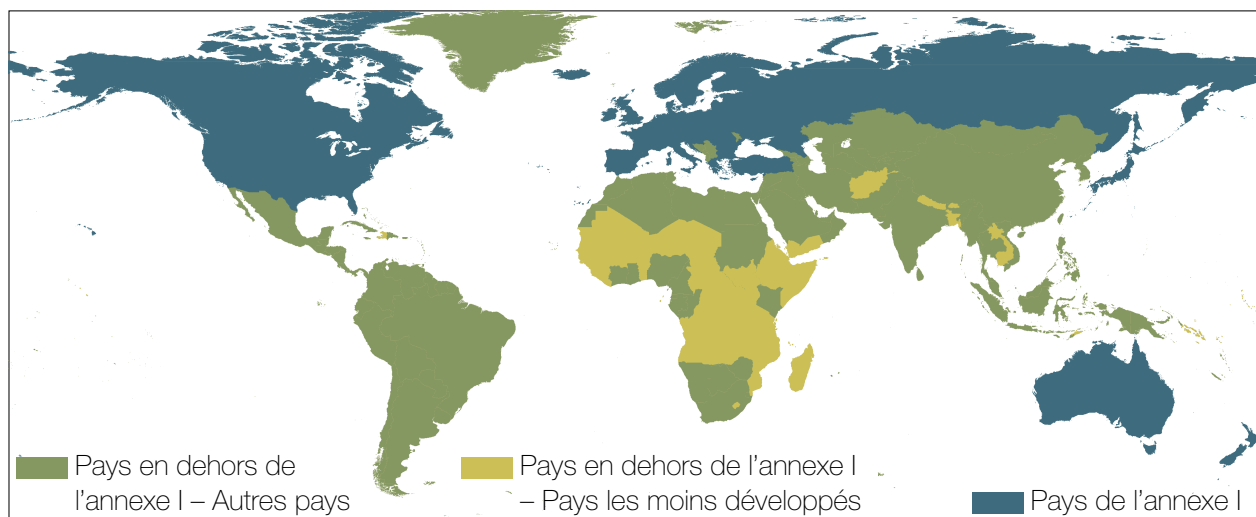 Pays en dehors de
l’annexe I – Autres pays
Pays en dehors de l’annexe I
– Pays les moins développés
Pays de l’annexe I